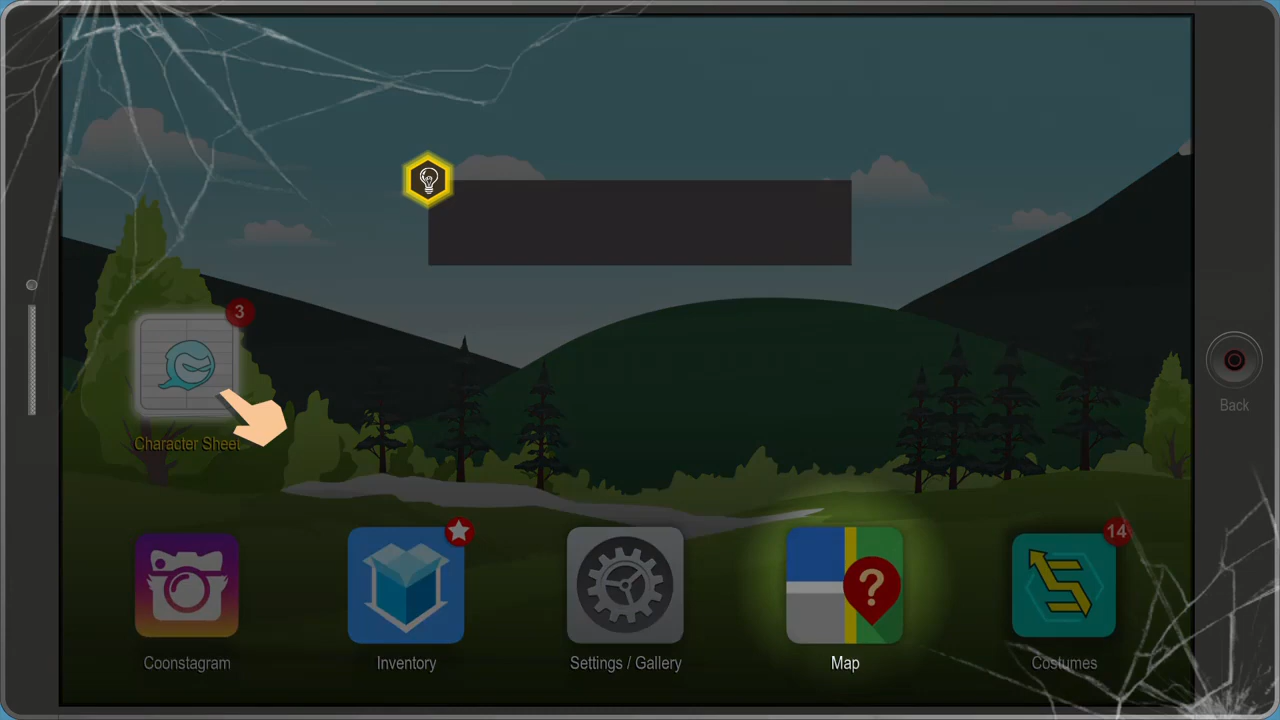 3
Back
Character Sheet
14
?
Coonstagram
Inventory
Settings / Gallery
Map
Costumes